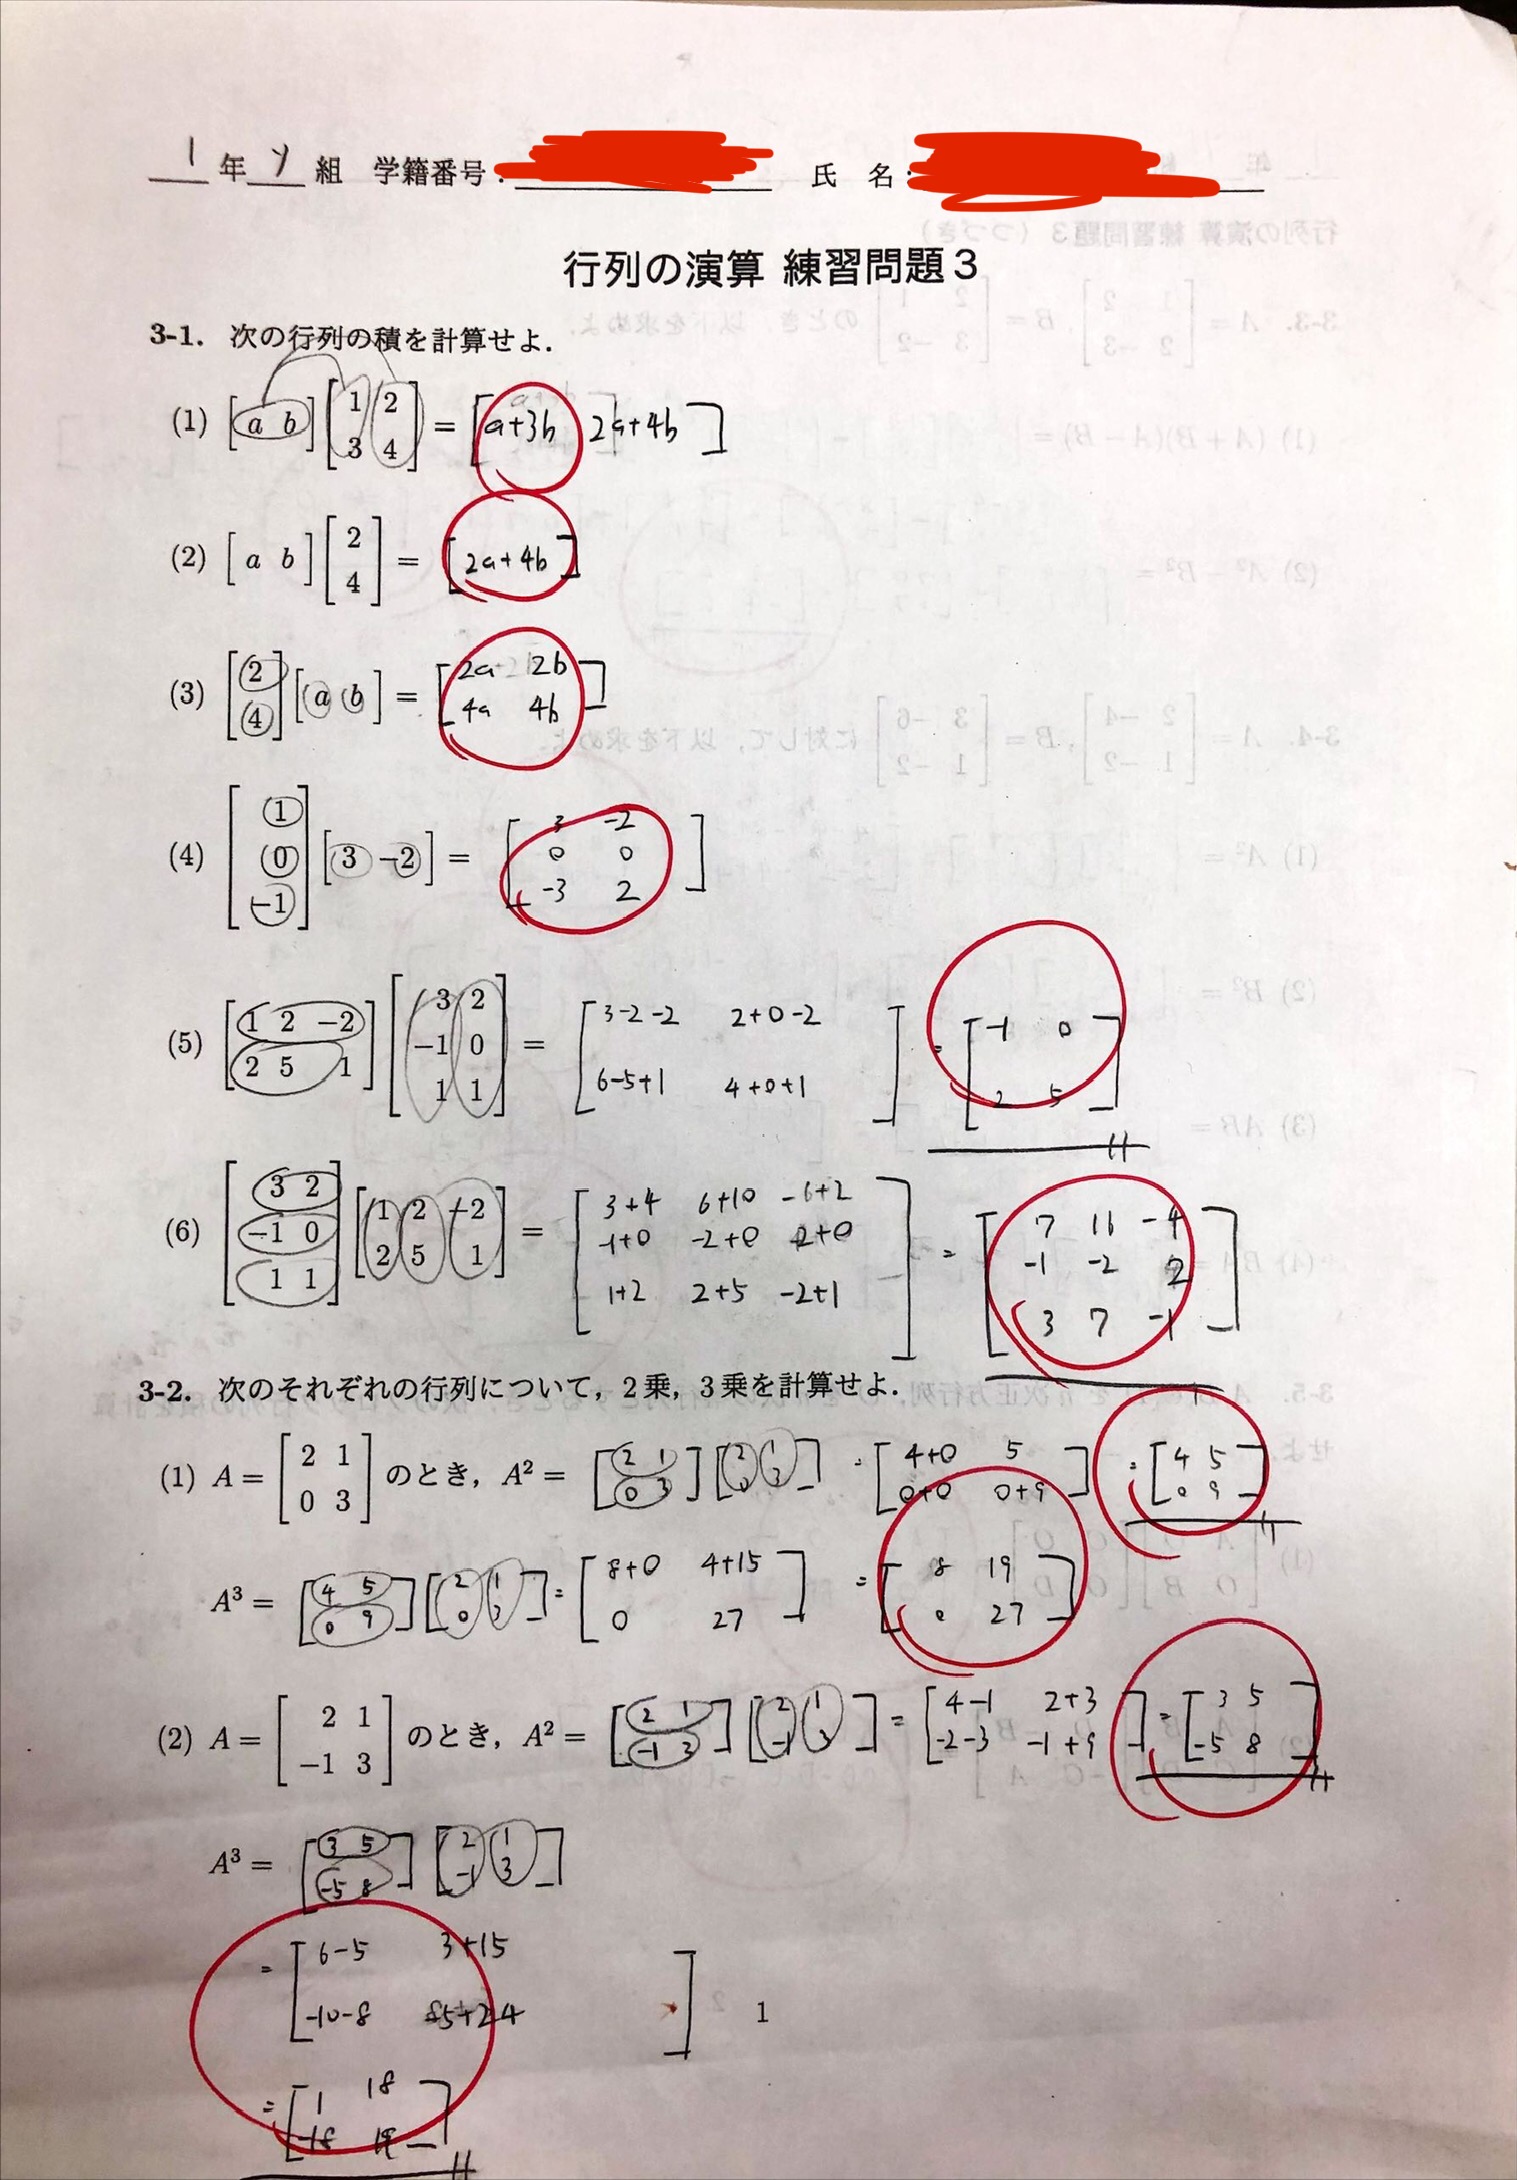 1 年 Y 組 学籍番号: 氏 名:
行列の演算 練習問題3
3-1. 次の行列の積を計算せよ.
(1) [a b] [1 2; 3 4] = [a+3b 2a+4b]
(2) [a b] [2; 4] = [2a+4b]
(3) [2; 4] [a b] = [2a 2b; 4a 4b]
(4) [1; 0; -1] [3 -2] = [3 -2; 0 0; -3 2]
(5) [1 2 -2; 2 5 1] [3 2; -1 0; 1 1] = [3-2-2 2+0-2; 6-5+1 4+0+1] = [-1 0; 2 5]
(6) [3 2; -1 0; 1 1] [1 2 -2; 2 5 1] = [3+4 6+10 -6+2; -1+0 -2+0 2+0; 1+2 2+5 -2+1] = [7 16 -4; -1 -2 2; 3 7 -1]
3-2. 次のそれぞれの行列について, 2乗, 3乗を計算せよ.
(1) A = [2 1; 0 3] のとき, A² = [2 1; 0 3] [2 1; 0 3] = [4+0 5; 0+0 0+9] = [4 5; 0 9]
A³ = [4 5; 0 9] [2 1; 0 3] = [8+0 4+15; 0 27] = [8 19; 0 27]
(2) A = [2 1; -1 3] のとき, A² = [2 1; -1 3] [2 1; -1 3] = [4-1 2+3; -2-3 -1+9] = [3 5; -5 8]
A³ = [3 5; -5 8] [2 1; -1 3]
= [6-5 3+15; -10-8 -5+24]
1
= [1 18; -18 19]